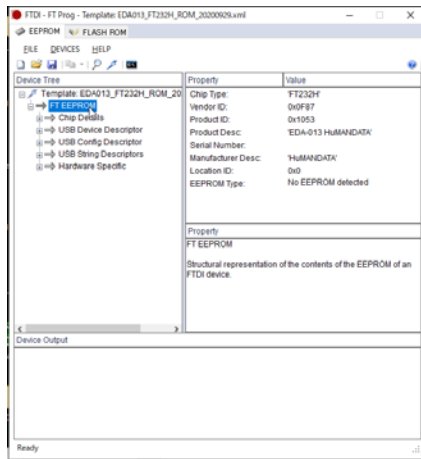 FTDI - FT Prog - Template: EDA013_FT232H_ROM_20200929.xml
EEPROM FLASH ROM
FILE DEVICES HELP
Device Tree
Template: EDA013_FT232H_ROM_20
FT EEPROM
Chip Details
USB Device Descriptor
USB Config Descriptor
USB String Descriptors
Hardware Specific
Property Value
Chip Type: 'FT232H'
Vendor ID: 0x0F87
Product ID: 0x1053
Product Desc: 'EDA-013 HuMANDATA'
Serial Number:
Manufacturer Desc: 'HuMANDATA'
Location ID: 0x0
EEPROM Type: No EEPROM detected
Property
FT EEPROM
Structural representation of the contents of the EEPROM of an
FTDI device.
Device Output
Ready